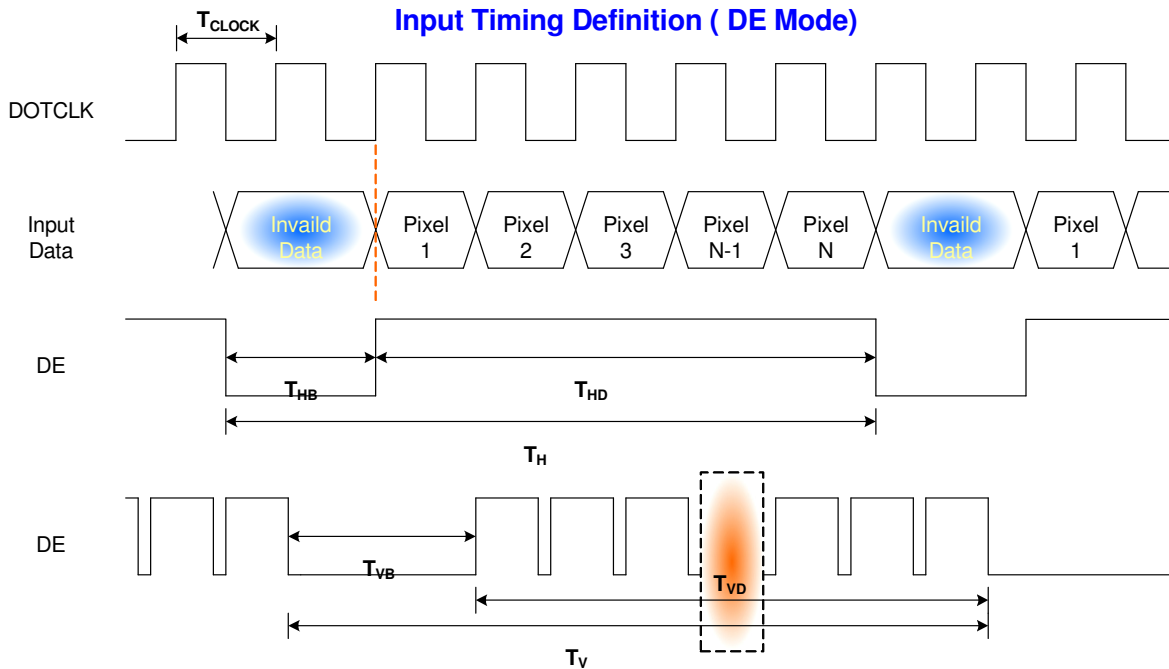 Input Timing Definition ( DE Mode)
TCLOCK
DOTCLK
Input
Data
Invaild
Data
Pixel
1
Pixel
2
Pixel
3
Pixel
N-1
Pixel
N
Invaild
Data
Pixel
1
DE
THB
THD
TH
DE
TVB
TVD
TV